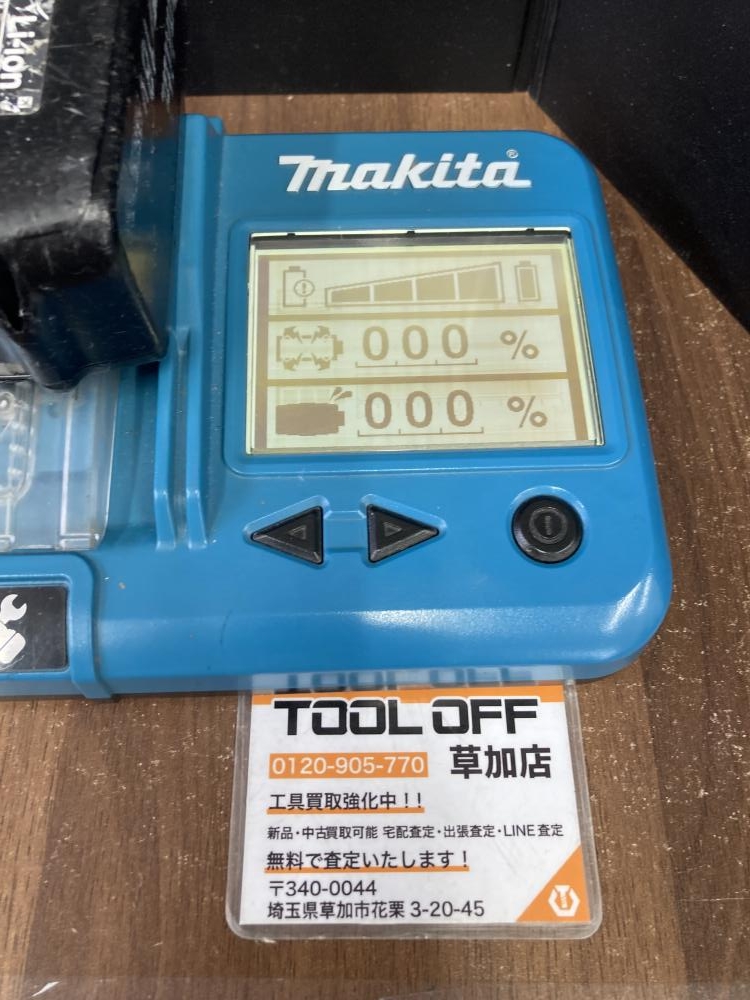 Li-ion
makita®
000 %
000 %
TOOL OFF
0120-905-770 草加店
工具買取強化中!!
新品・中古買取可能 宅配査定・出張査定・LINE査定
無料で査定いたします!
〒340-0044
埼玉県草加市花栗 3-20-45